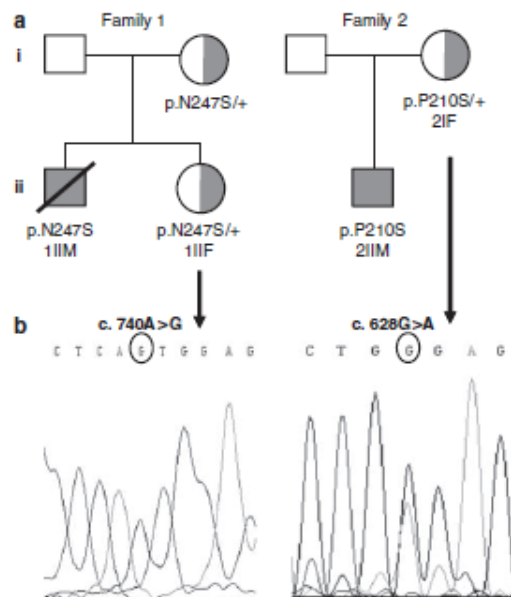 a Family 1 Family 2
i
p.N247S/+ p.P210S/+
2IF
ii
p.N247S p.N247S/+ p.P210S
1IIM 1IIF 2IIM
b c. 740A>G c. 628G>A
C T C A G T G G A G C T G G G A G